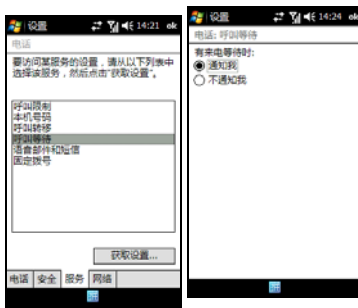 设置 14:21 ok
电话
要访问某服务的设置，请从以下列表中
选择该服务，然后点击“获取设置”。
呼叫限制
本机号码
呼叫转移
呼叫等待
语音邮件和短信
固定拨号
获取设置...
电话 安全 服务 网络
设置 14:24 ok
电话: 呼叫等待
有来电等待时:
通知我
不通知我